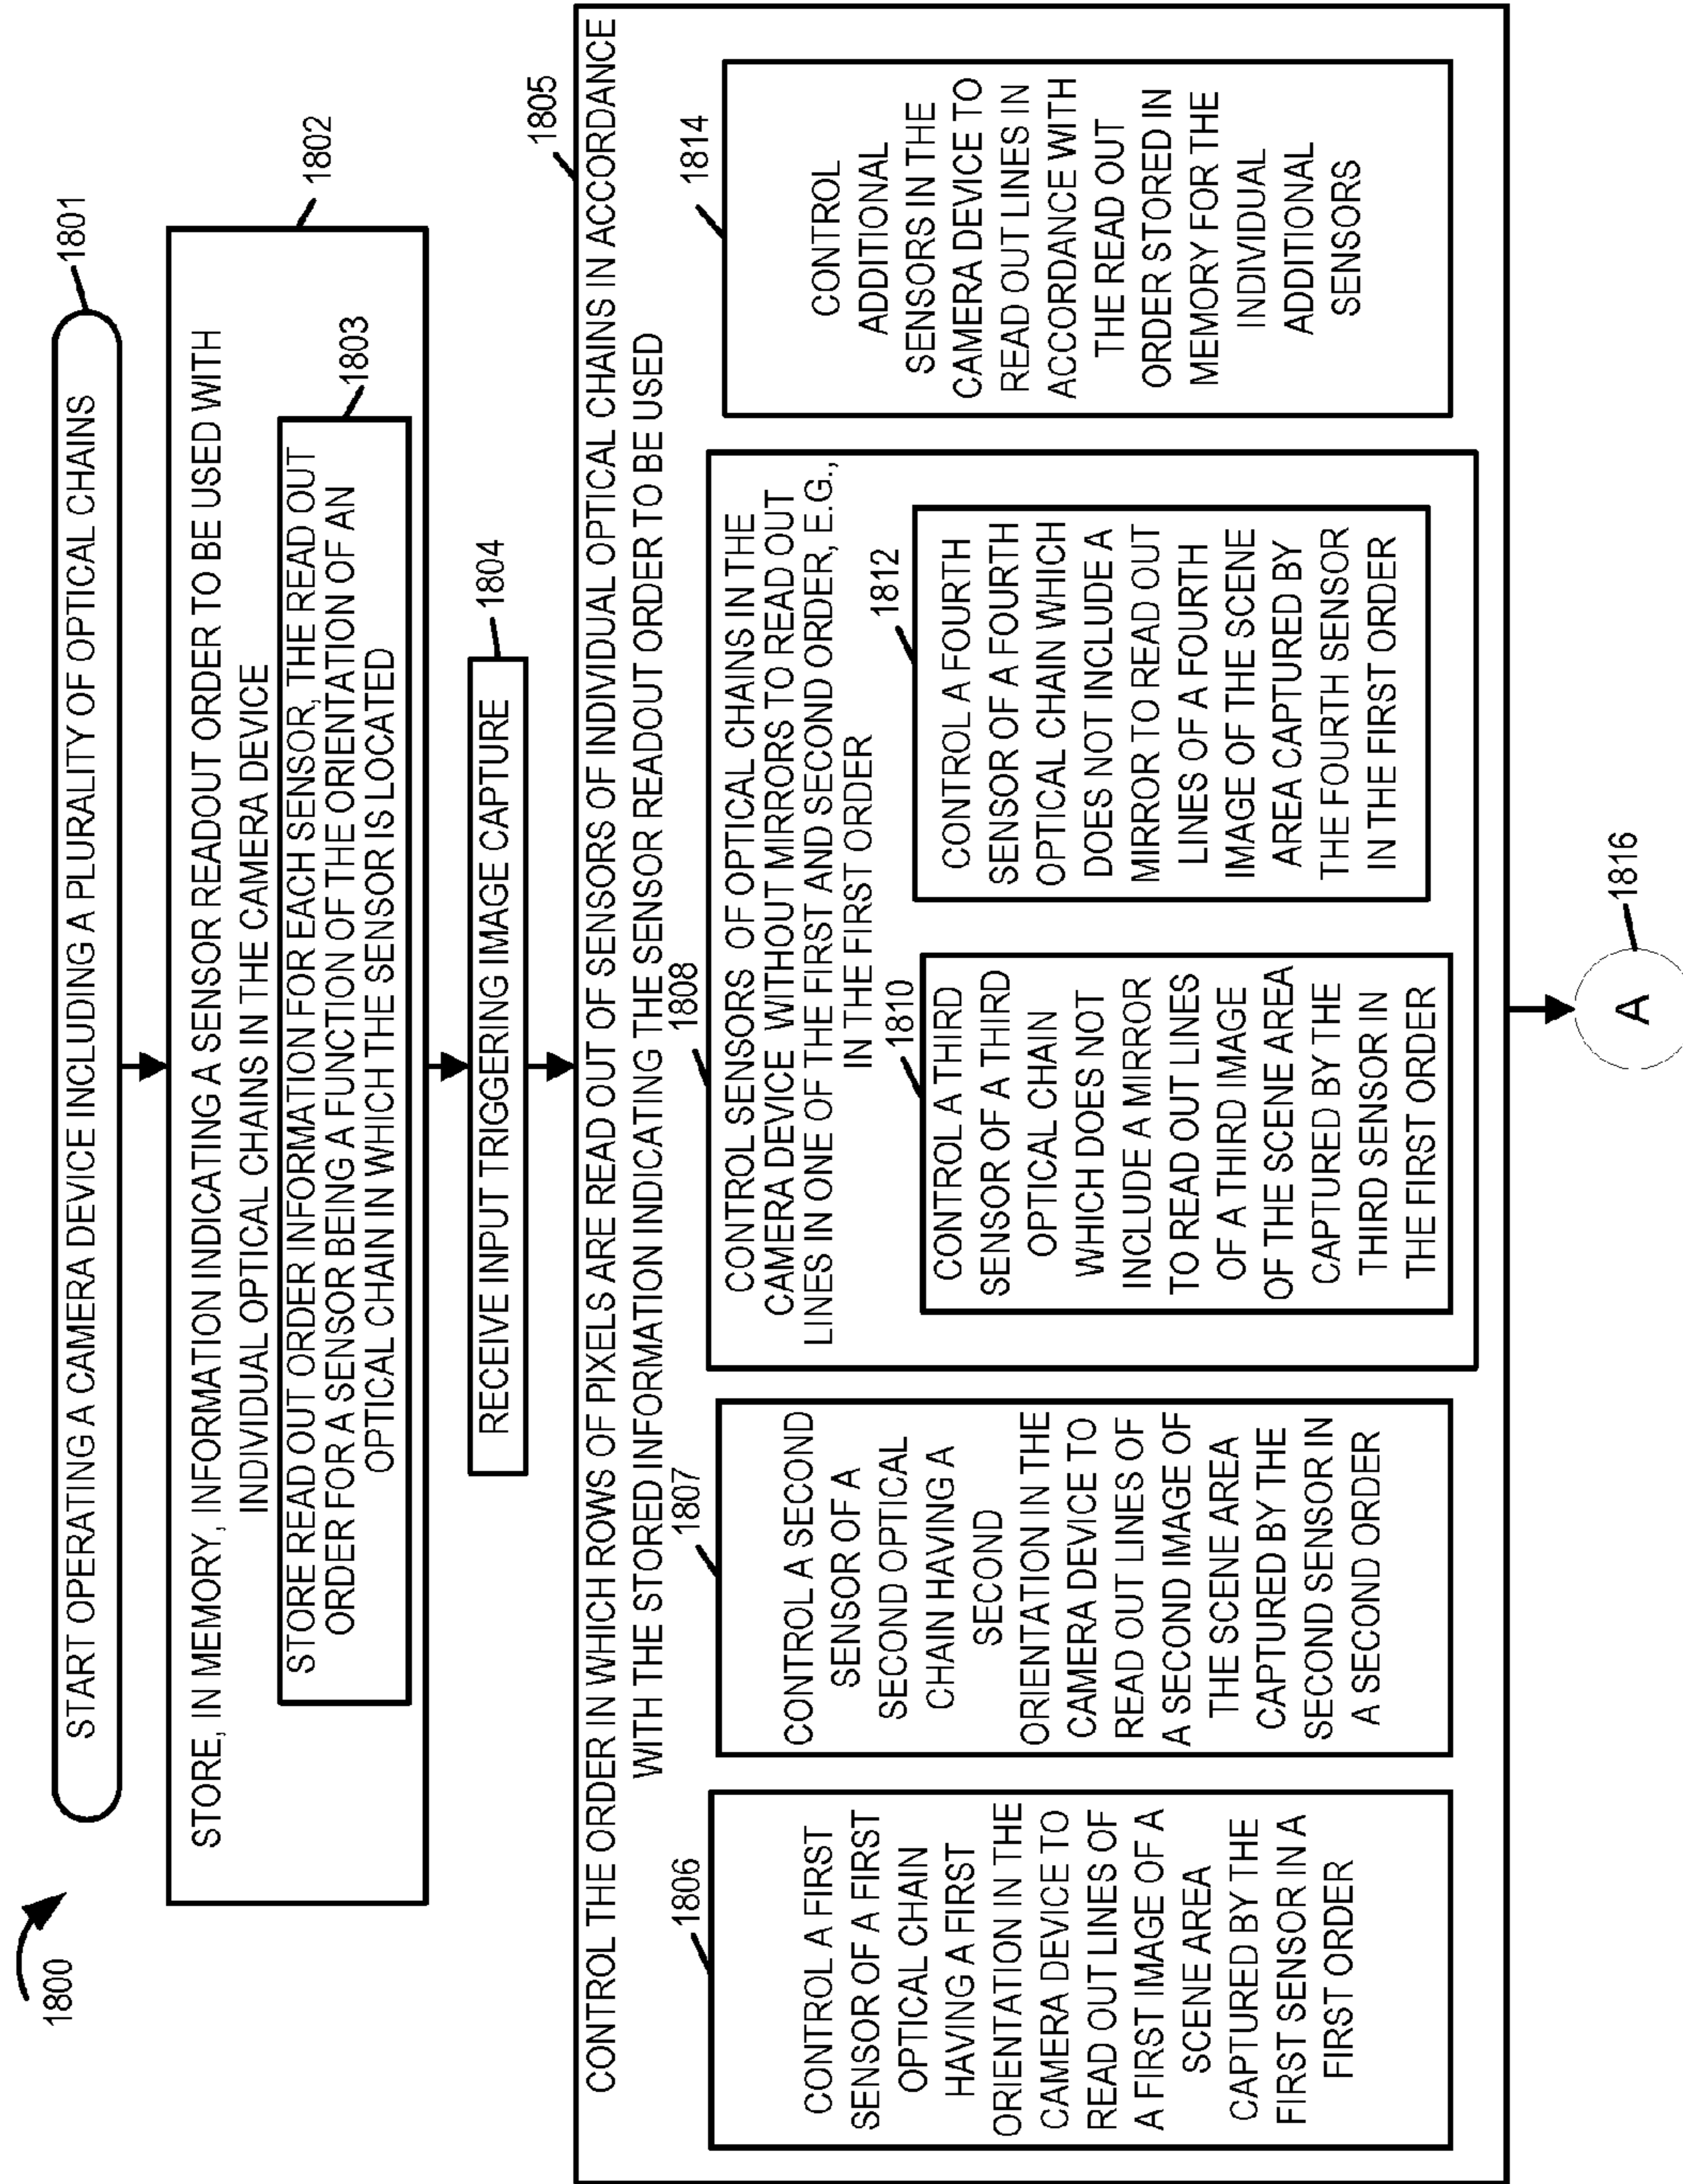 1800
START OPERATING A CAMERA DEVICE INCLUDING A PLURALITY OF OPTICAL CHAINS
1801
STORE, IN MEMORY, INFORMATION INDICATING A SENSOR READOUT ORDER TO BE USED WITH
INDIVIDUAL OPTICAL CHAINS IN THE CAMERA DEVICE
1802
STORE READ OUT ORDER INFORMATION FOR EACH SENSOR, THE READ OUT
ORDER FOR A SENSOR BEING A FUNCTION OF THE ORIENTATION OF AN
OPTICAL CHAIN IN WHICH THE SENSOR IS LOCATED
1803
RECEIVE INPUT TRIGGERING IMAGE CAPTURE
1804
1805
CONTROL THE ORDER IN WHICH ROWS OF PIXELS ARE READ OUT OF SENSORS OF INDIVIDUAL OPTICAL CHAINS IN ACCORDANCE
WITH THE STORED INFORMATION INDICATING THE SENSOR READOUT ORDER TO BE USED
1806
CONTROL A FIRST
SENSOR OF A FIRST
OPTICAL CHAIN
HAVING A FIRST
ORIENTATION IN THE
CAMERA DEVICE TO
READ OUT LINES OF
A FIRST IMAGE OF A
SCENE AREA
CAPTURED BY THE
FIRST SENSOR IN A
FIRST ORDER
1807
CONTROL A SECOND
SENSOR OF A
SECOND OPTICAL
CHAIN HAVING A
SECOND
ORIENTATION IN THE
CAMERA DEVICE TO
READ OUT LINES OF
A SECOND IMAGE OF
THE SCENE AREA
CAPTURED BY THE
SECOND SENSOR IN
A SECOND ORDER
1808
CONTROL SENSORS OF OPTICAL CHAINS IN THE
CAMERA DEVICE WITHOUT MIRRORS TO READ OUT
LINES IN ONE OF THE FIRST AND SECOND ORDER, E.G.,
IN THE FIRST ORDER
1810
CONTROL A THIRD
SENSOR OF A THIRD
OPTICAL CHAIN
WHICH DOES NOT
INCLUDE A MIRROR
TO READ OUT LINES
OF A THIRD IMAGE
OF THE SCENE AREA
CAPTURED BY THE
THIRD SENSOR IN
THE FIRST ORDER
1812
CONTROL A FOURTH
SENSOR OF A FOURTH
OPTICAL CHAIN WHICH
DOES NOT INCLUDE A
MIRROR TO READ OUT
LINES OF A FOURTH
IMAGE OF THE SCENE
AREA CAPTURED BY
THE FOURTH SENSOR
IN THE FIRST ORDER
1814
CONTROL
ADDITIONAL
SENSORS IN THE
CAMERA DEVICE TO
READ OUT LINES IN
ACCORDANCE WITH
THE READ OUT
ORDER STORED IN
MEMORY FOR THE
INDIVIDUAL
ADDITIONAL
SENSORS
A
1816